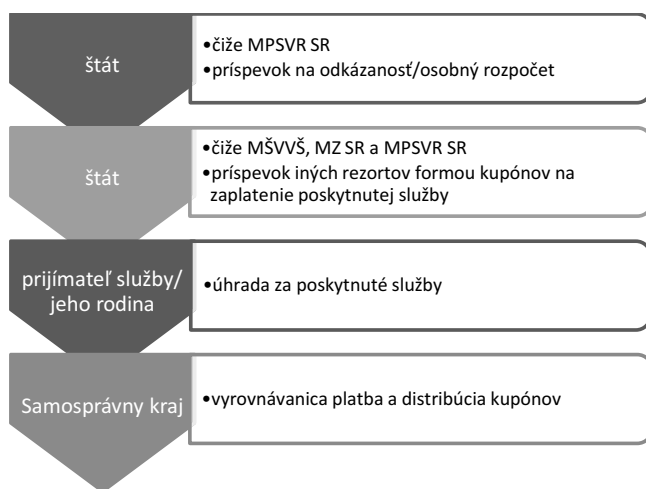 štát
•čiže MPSVR SR
•príspevok na odkázanosť/osobný rozpočet
štát
•čiže MŠVVŠ, MZ SR a MPSVR SR
•príspevok iných rezortov formou kupónov na
zaplatenie poskytnutej služby
prijímateľ služby/
jeho rodina
•úhrada za poskytnuté služby
Samosprávny kraj
•vyrovnávanica platba a distribúcia kupónov